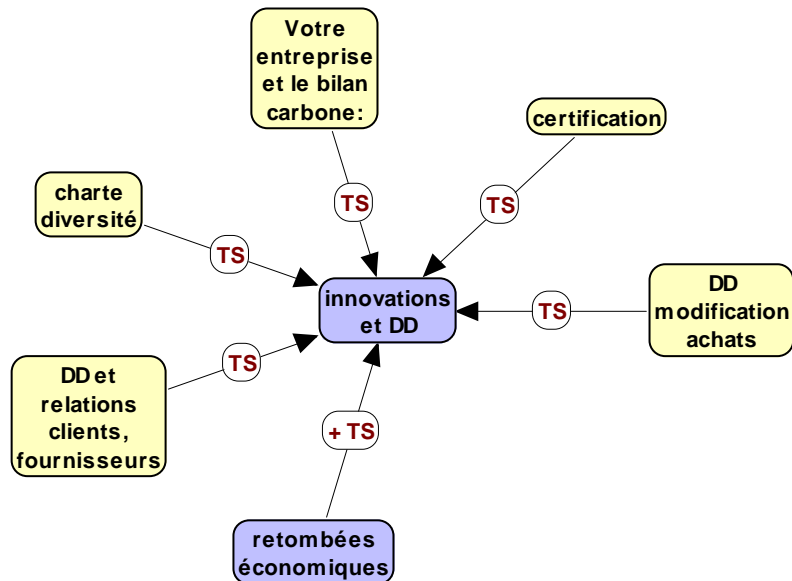 Votre
entreprise
et le bilan
carbone:
certification
TS
TS
charte
diversité
TS
innovations
et DD
DD
modification
achats
TS
TS
DD et
relations
clients,
fournisseurs
+ TS
retombées
économiques